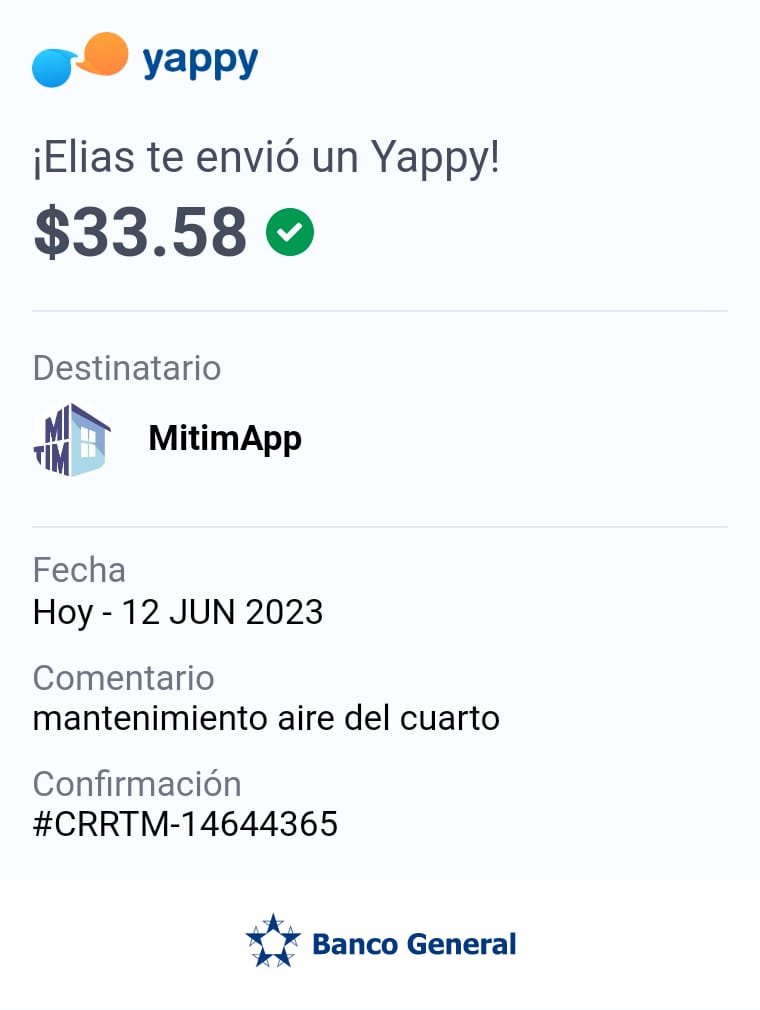 yappy
¡Elias te envió un Yappy!
$33.58
Destinatario
MI
TIM
MitimApp
Fecha
Hoy - 12 JUN 2023
Comentario
mantenimiento aire del cuarto
Confirmación
#CRRTM-14644365
Banco General